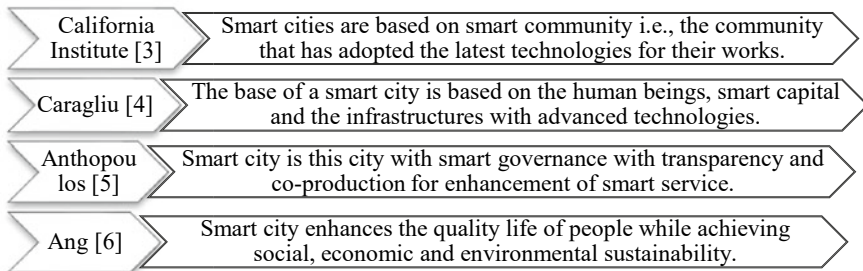 California
Institute [3]
Smart cities are based on smart community i.e., the community
that has adopted the latest technologies for their works.
Caragliu [4]
The base of a smart city is based on the human beings, smart capital
and the infrastructures with advanced technologies.
Anthopou
los [5]
Smart city is this city with smart governance with transparency and
co-production for enhancement of smart service.
Ang [6]
Smart city enhances the quality life of people while achieving
social, economic and environmental sustainability.